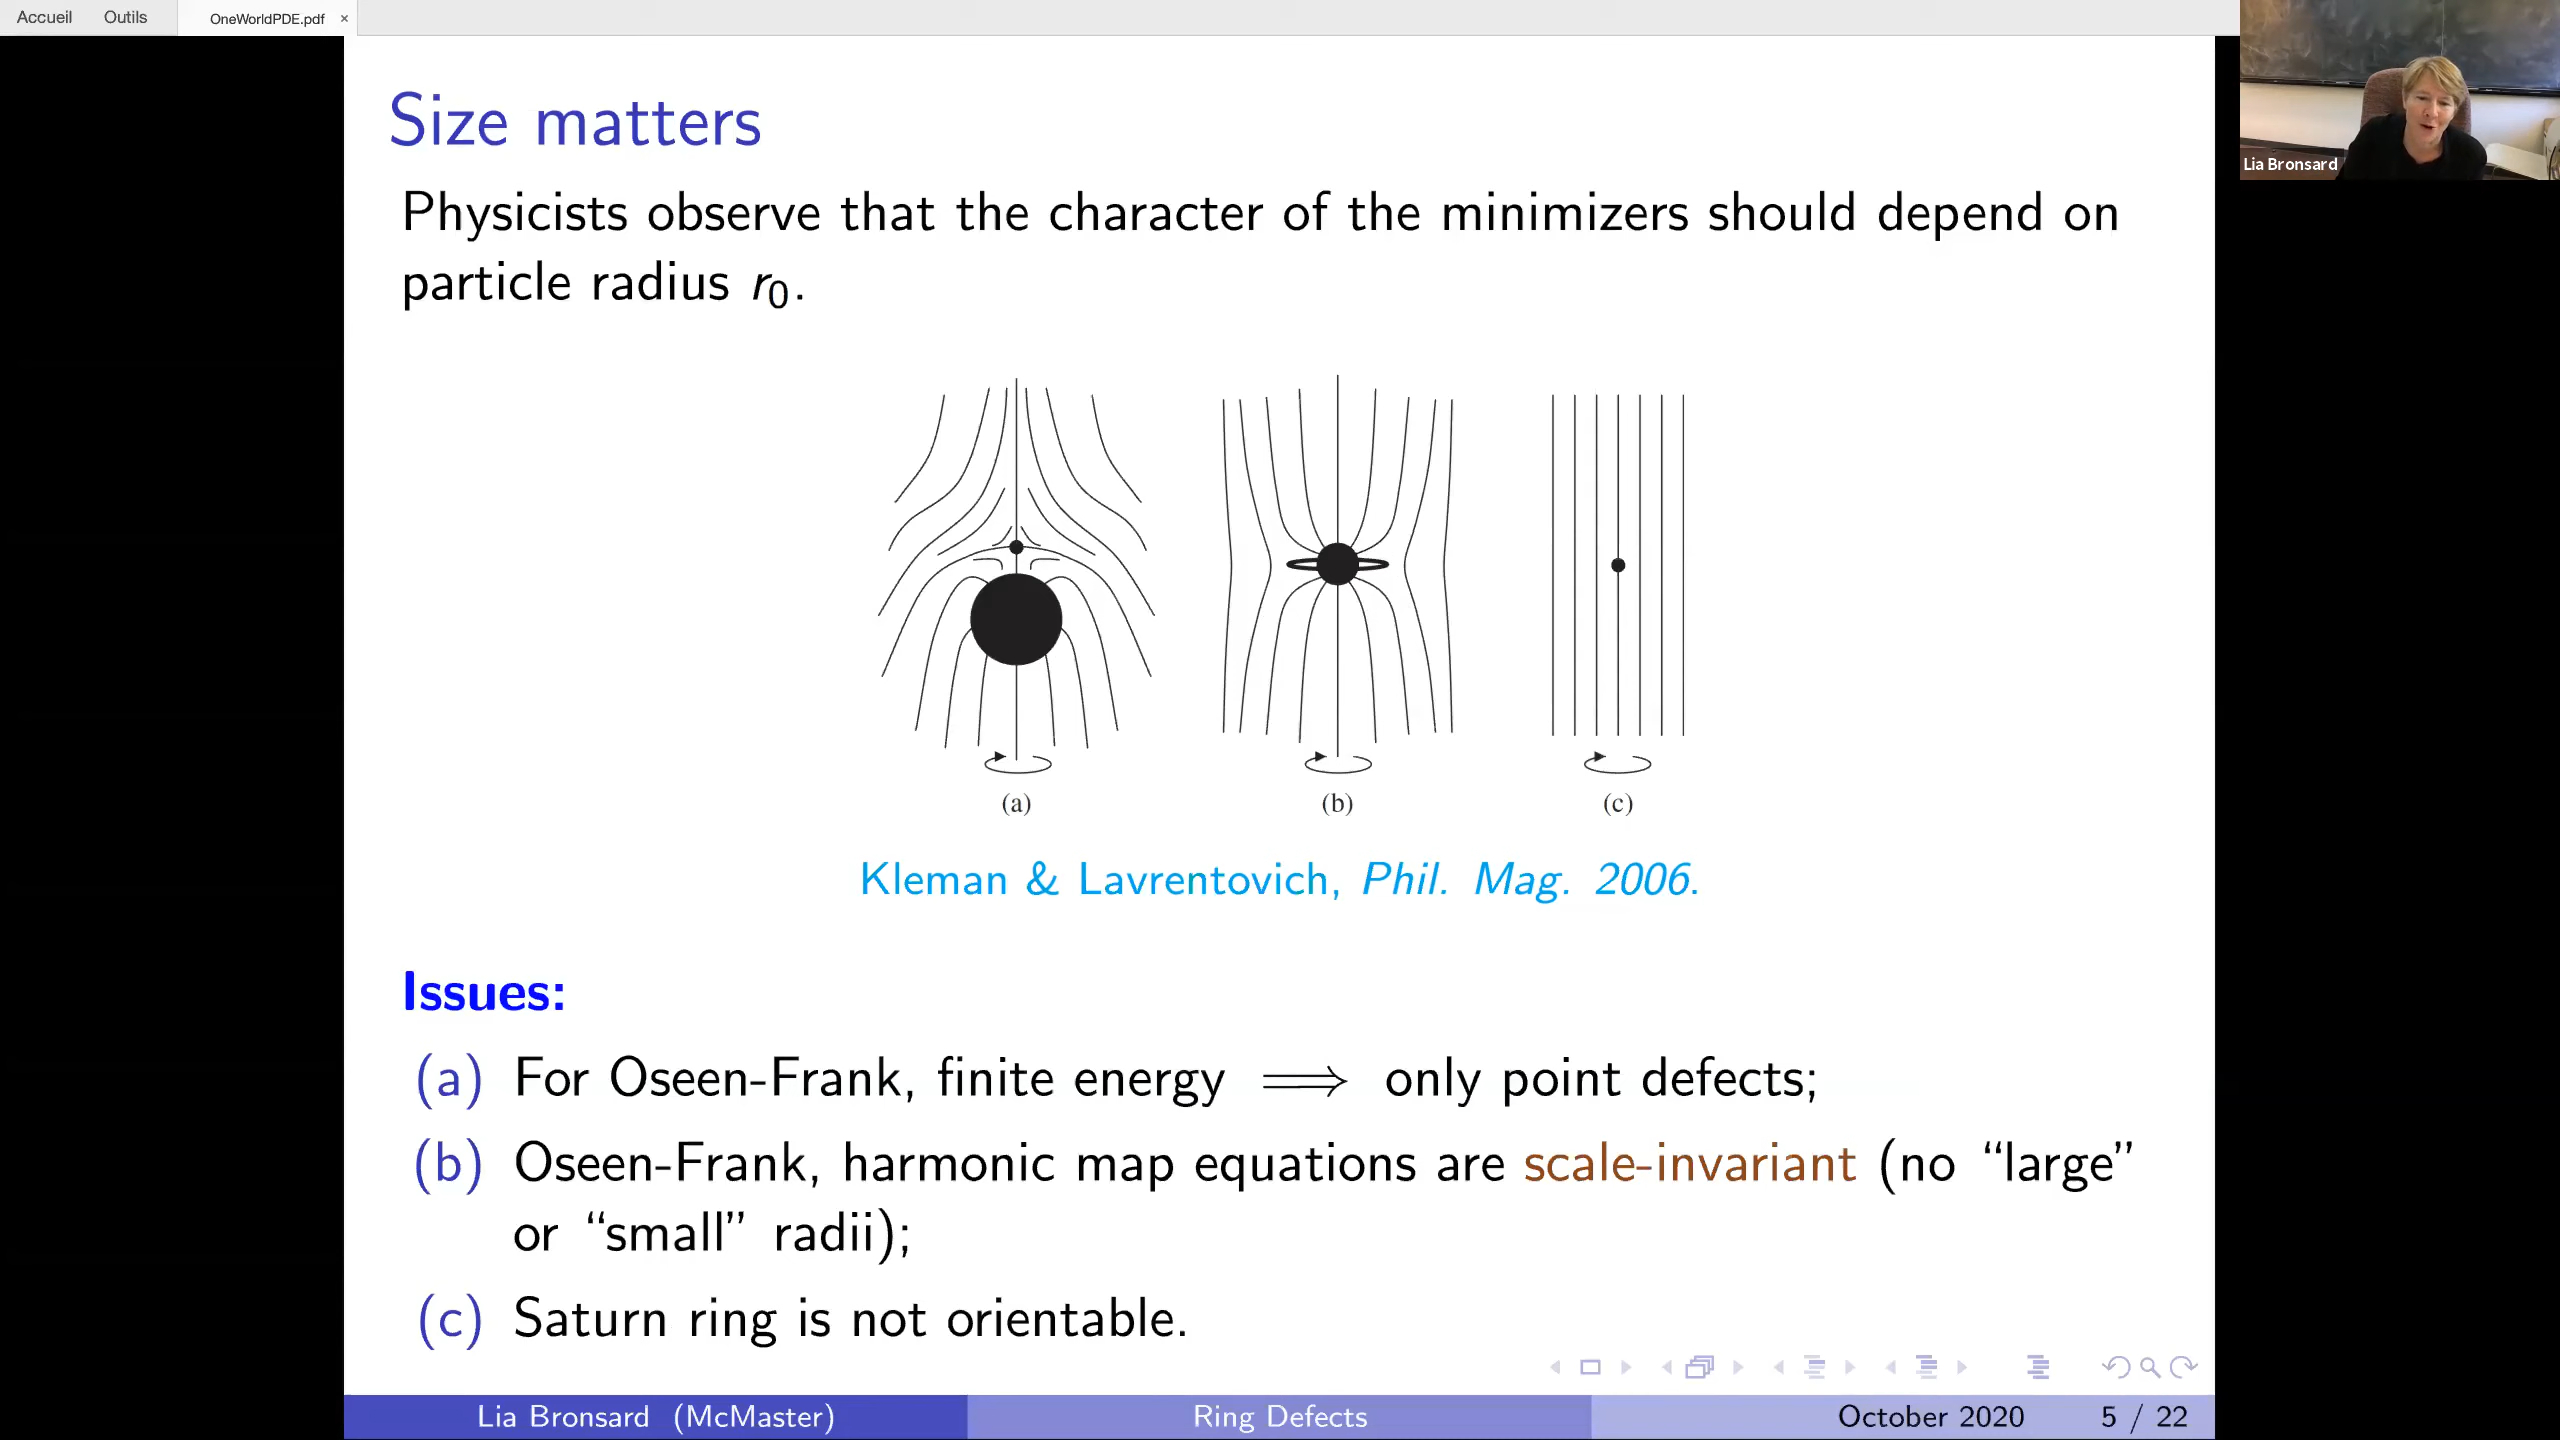 Accueil Outils OneWorldPDE.pdf ×
Lia Bronsard
Size matters
Physicists observe that the character of the minimizers should depend on
particle radius r₀.
(a) (b) (c)
Kleman & Lavrentovich, Phil. Mag. 2006.
Issues:
(a) For Oseen-Frank, finite energy ⟹ only point defects;
(b) Oseen-Frank, harmonic map equations are scale-invariant (no “large”
or “small” radii);
(c) Saturn ring is not orientable.
Lia Bronsard (McMaster) Ring Defects October 2020 5 / 22